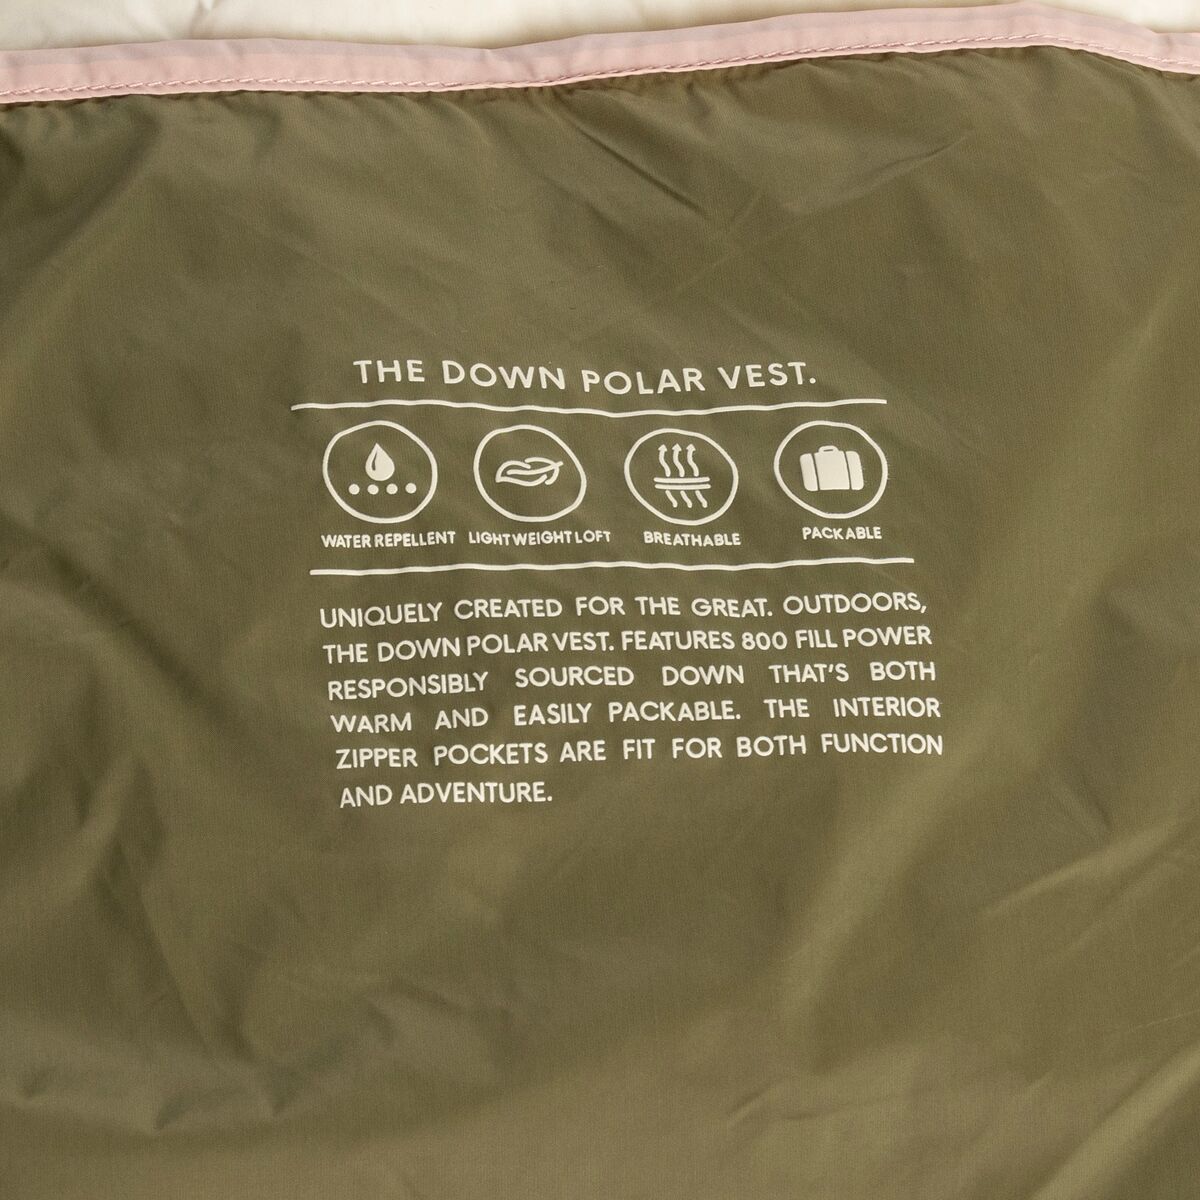 THE DOWN POLAR VEST.
WATER REPELLENT LIGHTWEIGHT LOFT BREATHABLE PACKABLE
UNIQUELY CREATED FOR THE GREAT. OUTDOORS,
THE DOWN POLAR VEST. FEATURES 800 FILL POWER
RESPONSIBLY SOURCED DOWN THAT'S BOTH
WARM AND EASILY PACKABLE. THE INTERIOR
ZIPPER POCKETS ARE FIT FOR BOTH FUNCTION
AND ADVENTURE.